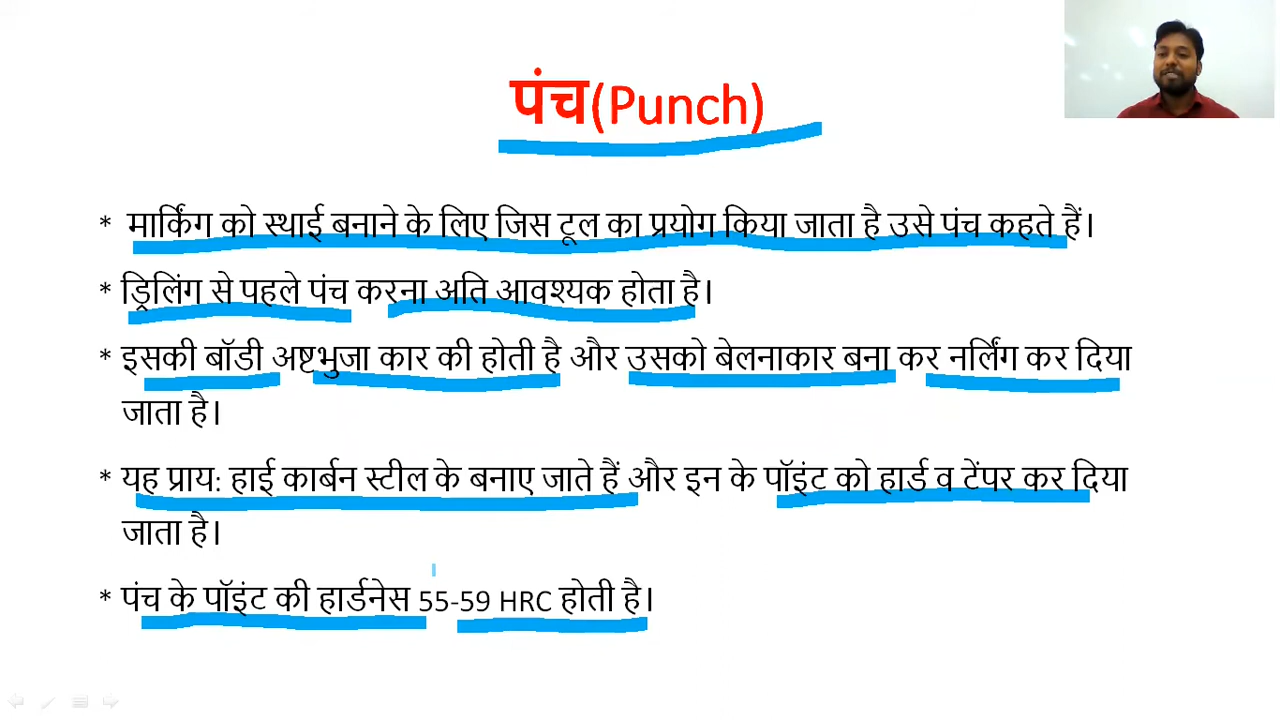 पंच(Punch)
* मार्किंग को स्थाई बनाने के लिए जिस टूल का प्रयोग किया जाता है उसे पंच कहते हैं।
* ड्रिलिंग से पहले पंच करना अति आवश्यक होता है।
* इसकी बॉडी अष्टभुजा कार की होती है और उसको बेलनाकार बना कर नर्लिंग कर दिया
जाता है।
* यह प्राय: हाई कार्बन स्टील के बनाए जाते हैं और इन के पॉइंट को हार्ड व टेंपर कर दिया
जाता है।
* पंच के पॉइंट की हार्डनेस 55-59 HRC होती है।